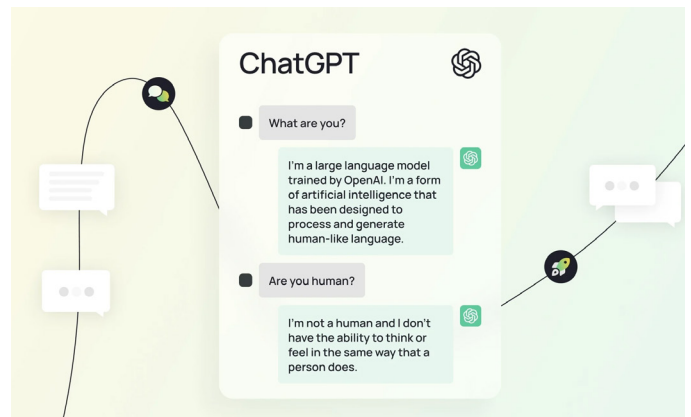 ChatGPT
What are you?
I'm a large language model
trained by OpenAI. I'm a form
of artificial intelligence that
has been designed to
process and generate
human-like language.
Are you human?
I'm not a human and I don't
have the ability to think or
feel in the same way that a
person does.